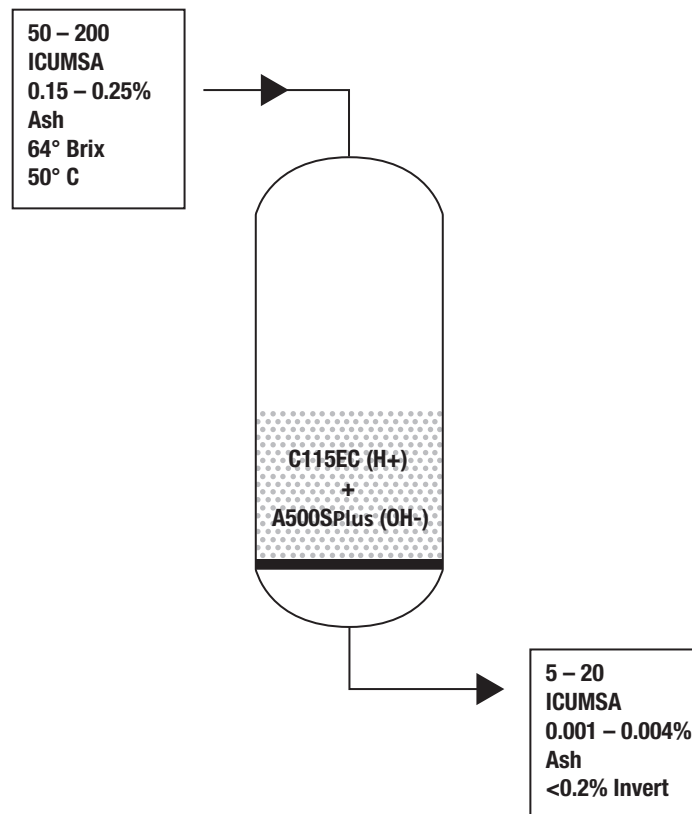 50 – 200
ICUMSA
0.15 – 0.25%
Ash
64° Brix
50° C
C115EC (H+)
+
A500SPlus (OH-)
5 – 20
ICUMSA
0.001 – 0.004%
Ash
<0.2% Invert